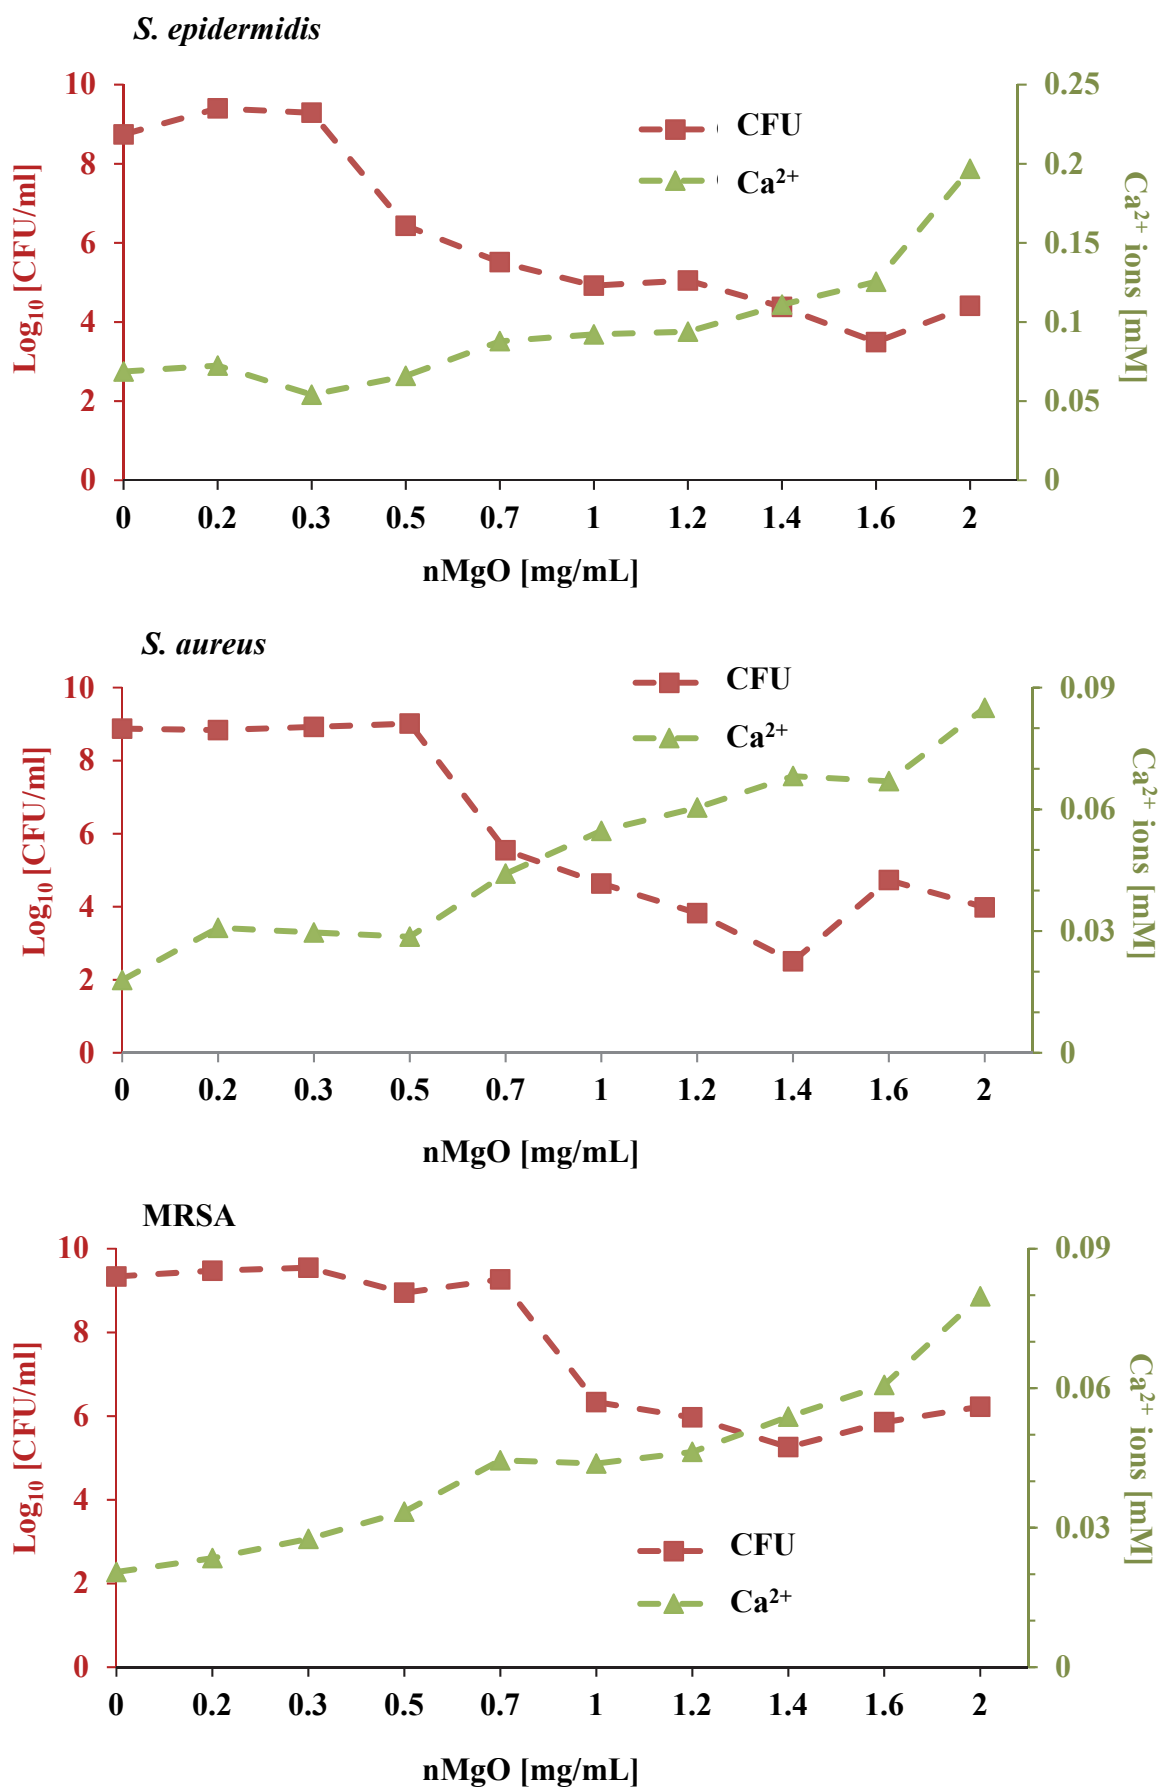 S. epidermidis
10
8
6
4
2
0
Log₁₀ [CFU/ml]
CFU
Ca²⁺
0.25
0.2
0.15
0.1
0.05
0
Ca²⁺ ions [mM]
0 0.2 0.3 0.5 0.7 1 1.2 1.4 1.6 2
nMgO [mg/mL]
S. aureus
10
8
6
4
2
0
Log₁₀ [CFU/ml]
CFU
Ca²⁺
0.09
0.06
0.03
0
Ca²⁺ ions [mM]
0 0.2 0.3 0.5 0.7 1 1.2 1.4 1.6 2
nMgO [mg/mL]
MRSA
10
8
6
4
2
0
Log₁₀ [CFU/ml]
CFU
Ca²⁺
0.09
0.06
0.03
0
Ca²⁺ ions [mM]
0 0.2 0.3 0.5 0.7 1 1.2 1.4 1.6 2
nMgO [mg/mL]